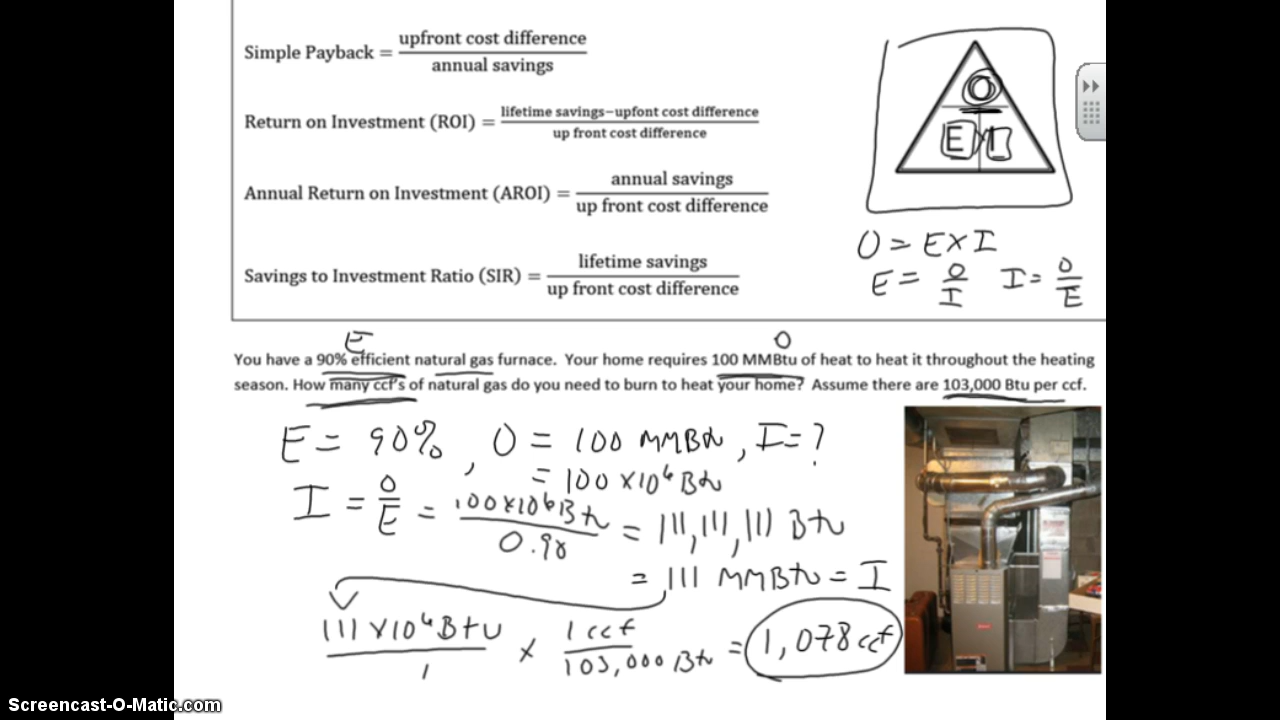 Simple Payback = upfront cost difference / annual savings
O
E x I
Return on Investment (ROI) = lifetime savings−upfont cost difference / up front cost difference
Annual Return on Investment (AROI) = annual savings / up front cost difference
O = E x I
E = O / I I = O / E
Savings to Investment Ratio (SIR) = lifetime savings / up front cost difference
E O
You have a 90% efficient natural gas furnace. Your home requires 100 MMBtu of heat to heat it throughout the heating
season. How many ccf's of natural gas do you need to burn to heat your home? Assume there are 103,000 Btu per ccf.
E = 90%, O = 100 MMBtu, I = ?
= 100 x 10⁶ Btu
I = O / E = 100 x 10⁶ Btu / 0.90 = 111,111,111 Btu
= 111 MMBtu = I
111 x 10⁶ Btu / 1 x 1 ccf / 103,000 Btu = 1,078 ccf
Screencast-O-Matic.com